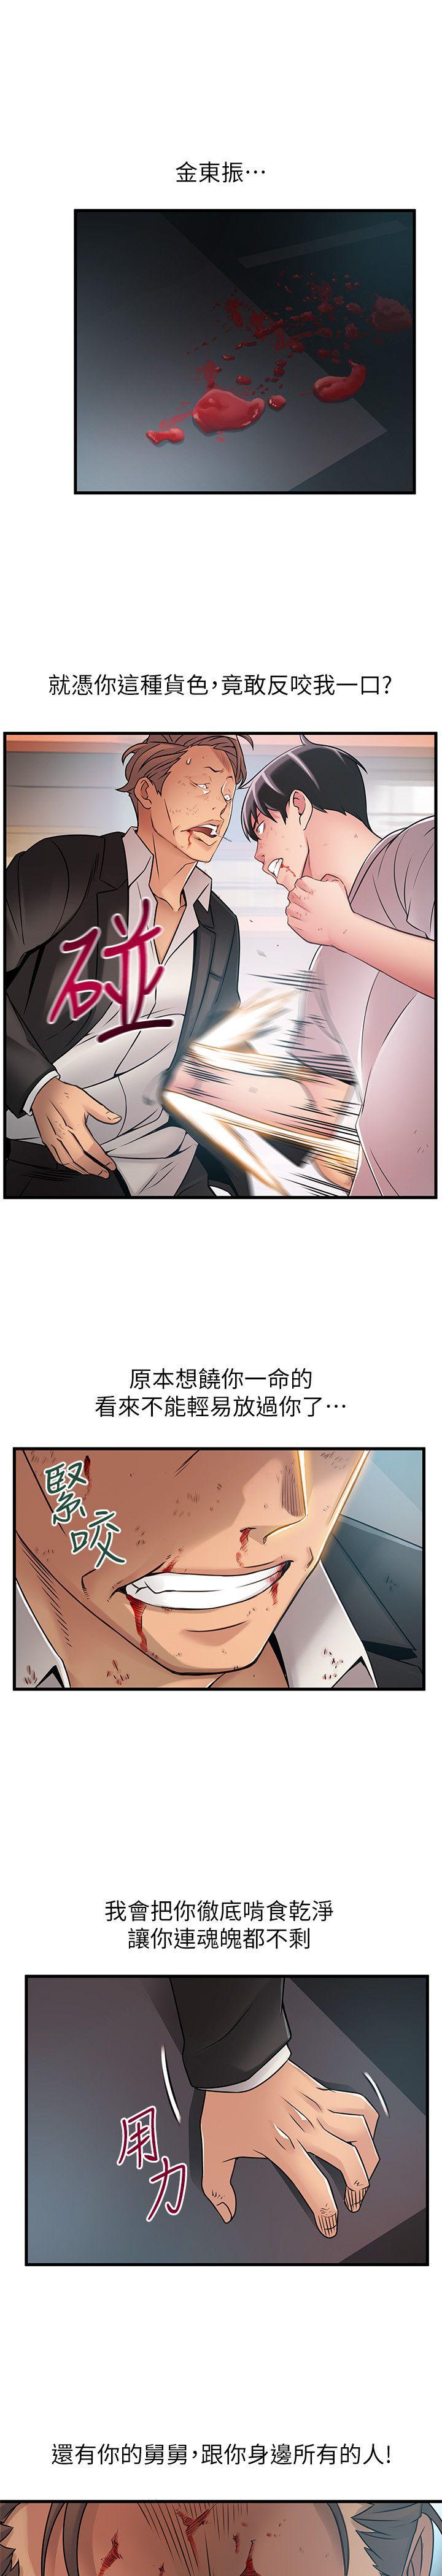 金東振…
就憑你這種貨色,竟敢反咬我一口?
碰
原本想饒你一命的
看來不能輕易放過你了…
緊咬
我會把你徹底啃食乾淨
讓你連魂魄都不剩
用力
還有你的舅舅,跟你身邊所有的人!